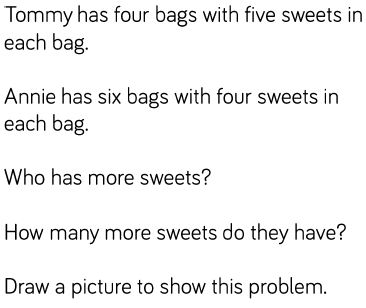 Tommy has four bags with five sweets in
each bag.
Annie has six bags with four sweets in
each bag.
Who has more sweets?
How many more sweets do they have?
Draw a picture to show this problem.